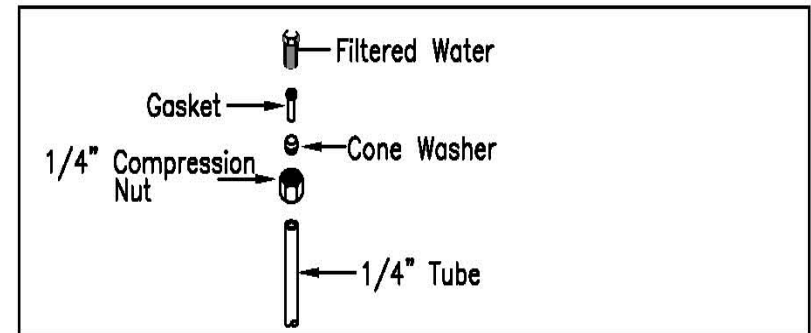 Filtered Water
Gasket
Cone Washer
1/4" Compression
Nut
1/4" Tube